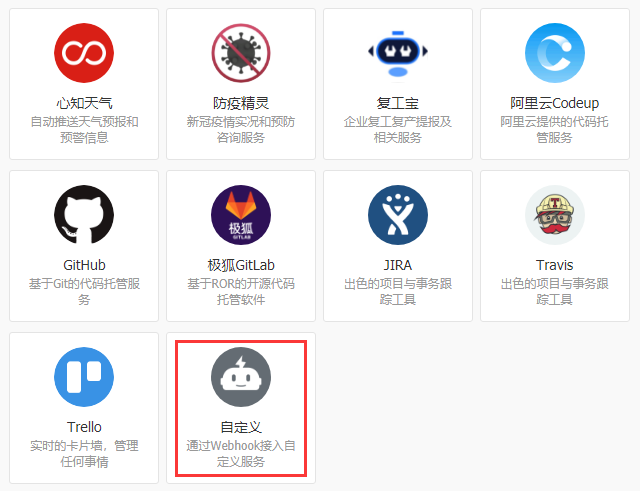 心知天气
自动推送天气预报和
预警信息
防疫精灵
新冠疫情实况和预防
咨询服务
复工宝
企业复工复产提报及
相关服务
阿里云Codeup
阿里云提供的代码托
管服务
GitHub
基于Git的代码托管服
务
极狐
GITLAB
极狐GitLab
基于ROR的开源代码
托管软件
JIRA
出色的项目与事务跟
踪工具
T
Travis
出色的项目与事务跟
踪工具
Trello
实时的卡片墙，管理
任何事情
自定义
通过Webhook接入自
定义服务